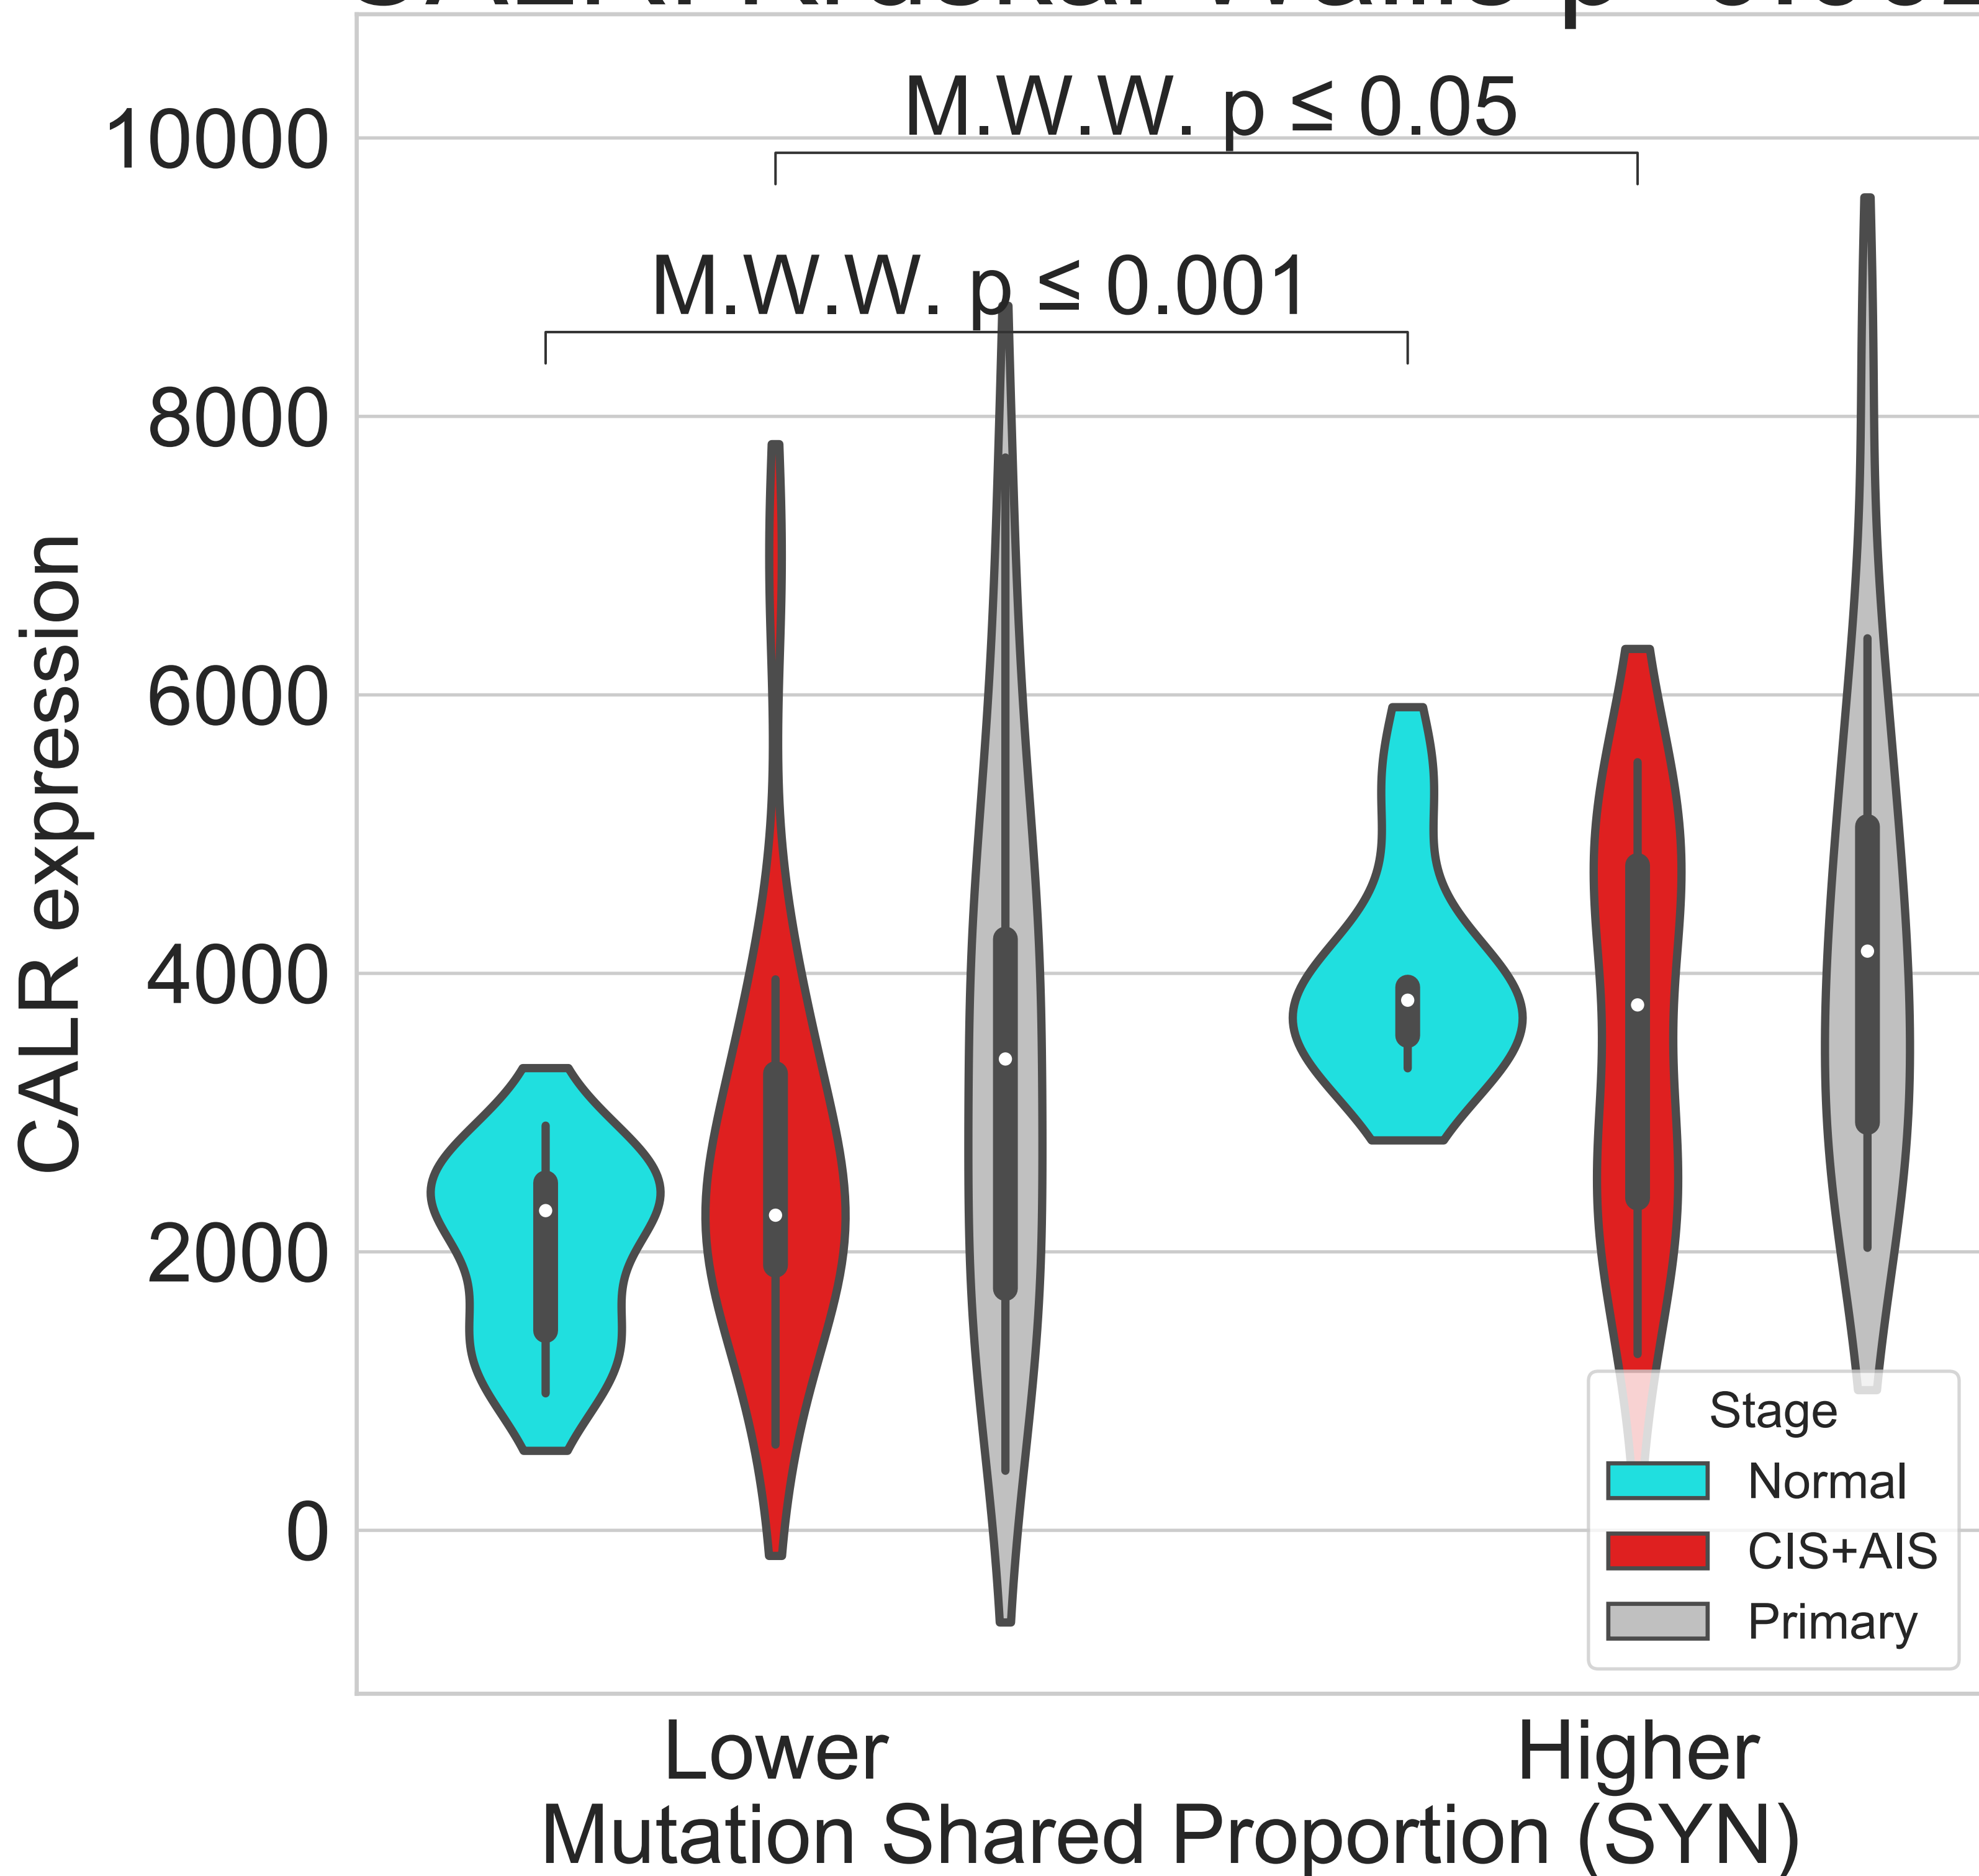 M.W.W. p ≤ 0.05
M.W.W. p ≤ 0.001
10000
8000
6000
4000
2000
0
CALR expression
Stage
Normal
CIS+AIS
Primary
Lower
Higher
Mutation Shared Proportion (SYN)